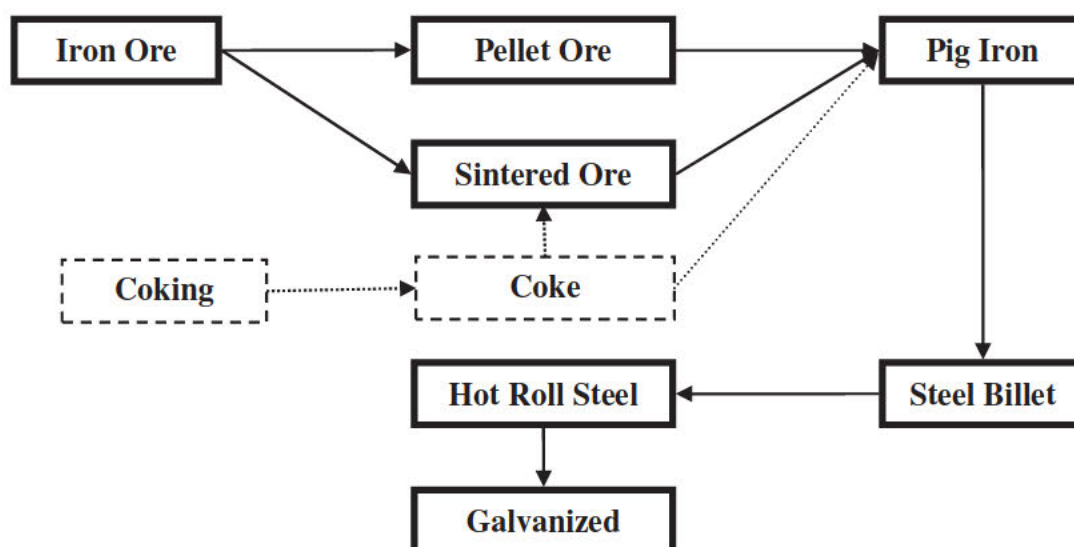 Iron Ore
Pellet Ore
Pig Iron
Sintered Ore
Coking
Coke
Hot Roll Steel
Steel Billet
Galvanized